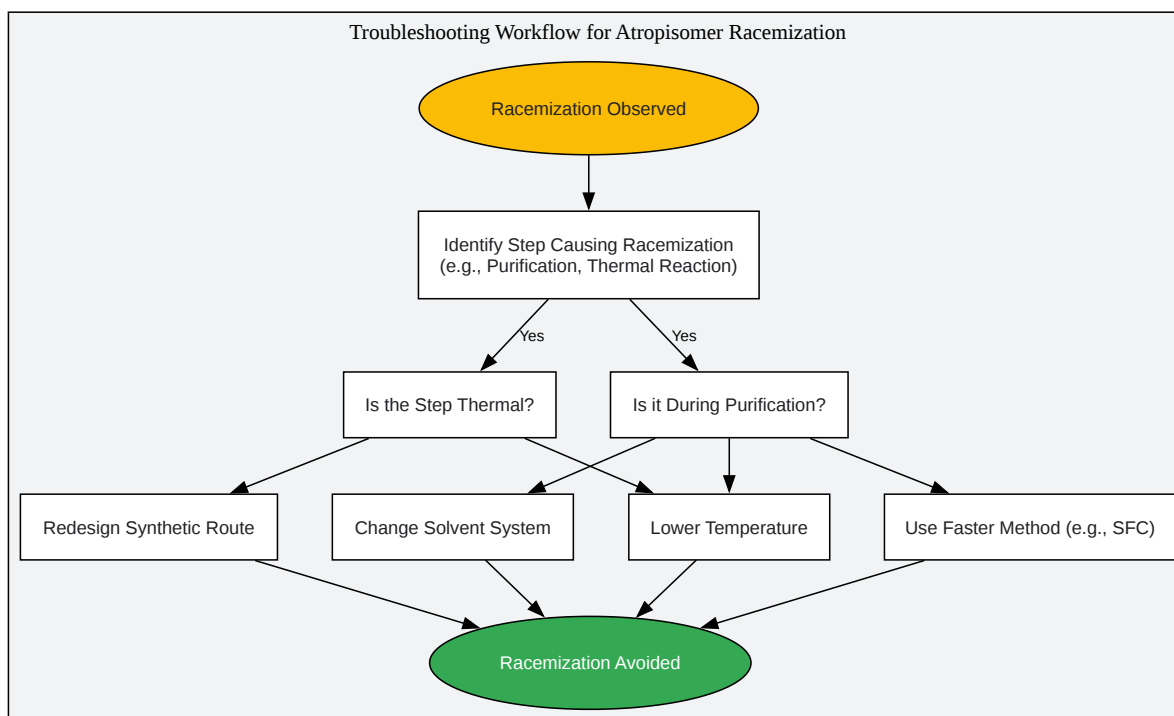 Troubleshooting Workflow for Atropisomer Racemization
Racemization Observed
Identify Step Causing Racemization
(e.g., Purification, Thermal Reaction)
Yes
Yes
Is the Step Thermal?
Is it During Purification?
Redesign Synthetic Route
Change Solvent System
Lower Temperature
Use Faster Method (e.g., SFC)
Racemization Avoided